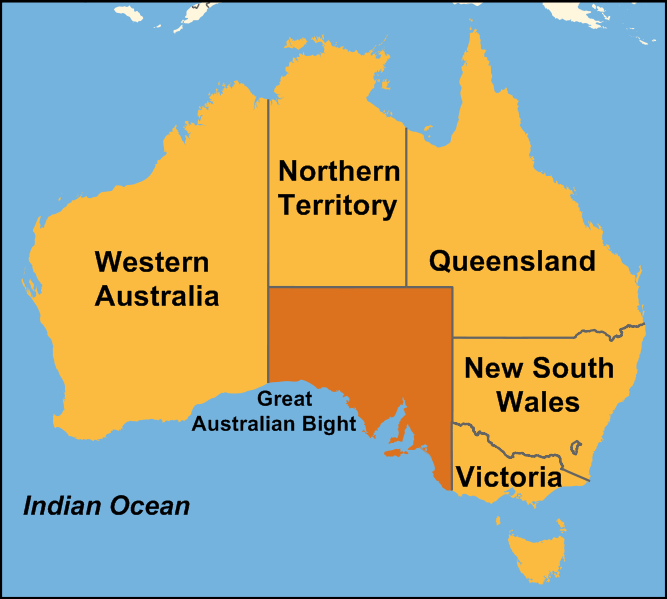 Northern
Territory
Western
Australia
Queensland
New South
Wales
Great
Australian Bight
Victoria
Indian Ocean